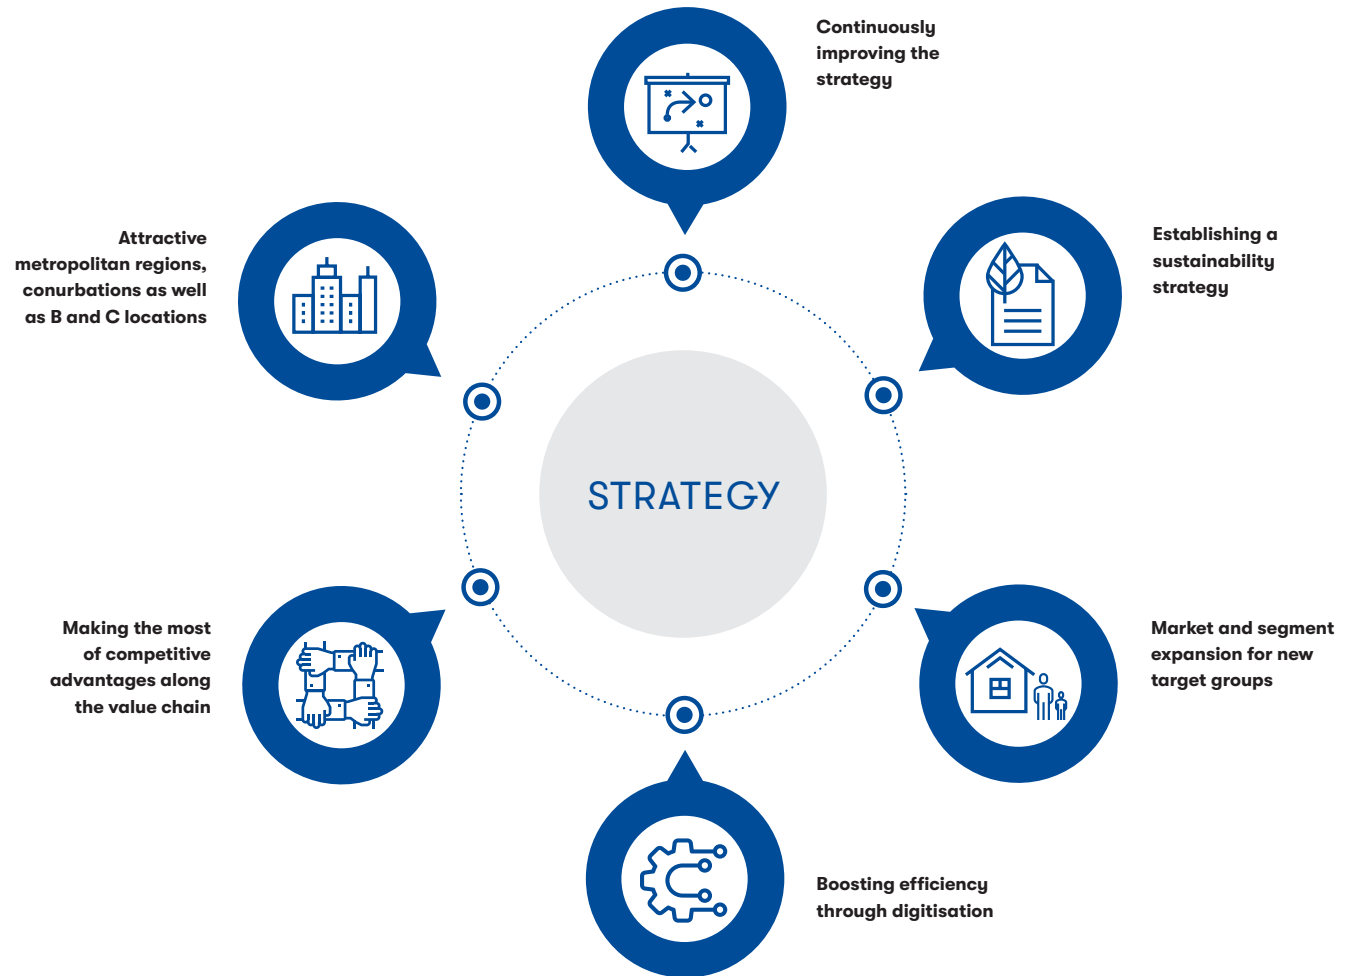 Continuously
improving the
strategy
Establishing a
sustainability
strategy
Market and segment
expansion for new
target groups
Boosting efficiency
through digitisation
Making the most
of competitive
advantages along
the value chain
Attractive
metropolitan regions,
conurbations as well
as B and C locations
STRATEGY